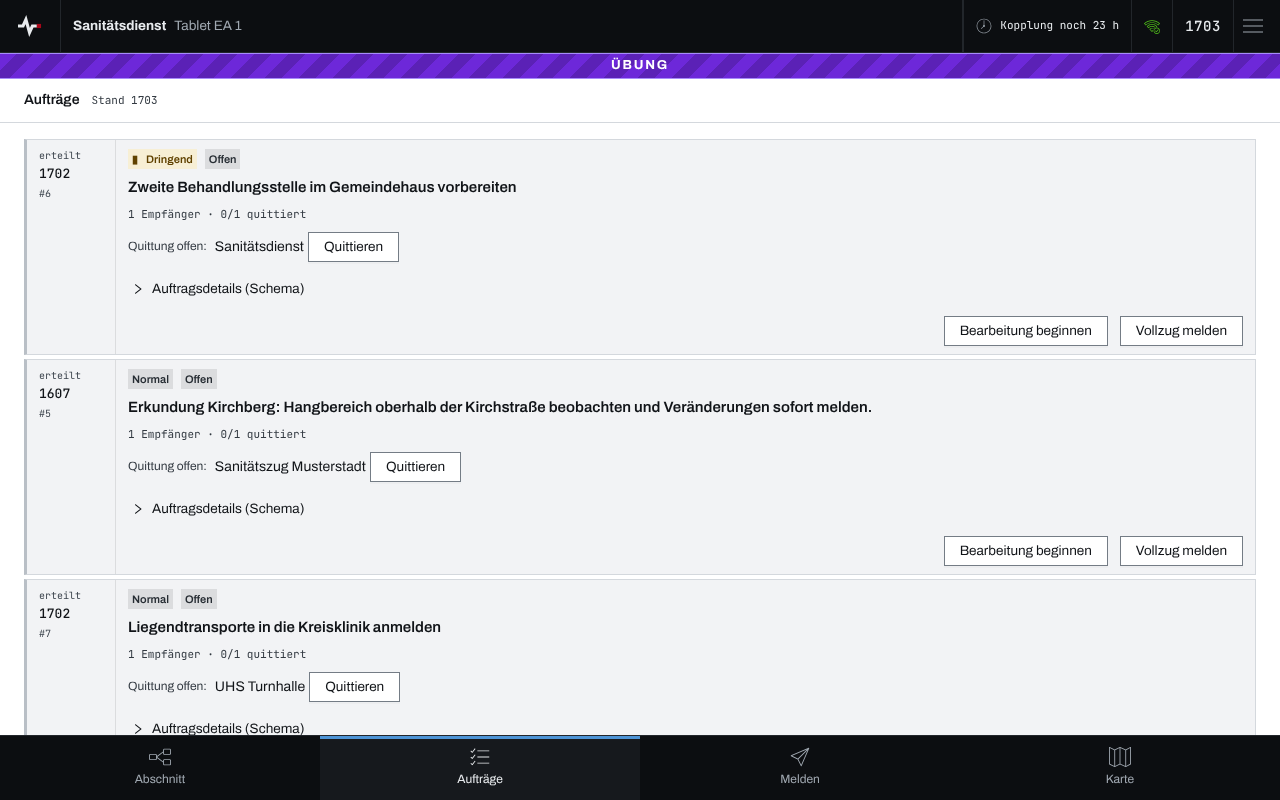 Sanitätsdienst Tablet EA 1
Kopplung noch 23 h
1703
ÜBUNG
Aufträge Stand 1703
erteilt
1702
#6
Dringend Offen
Zweite Behandlungsstelle im Gemeindehaus vorbereiten
1 Empfänger · 0/1 quittiert
Quittung offen: Sanitätsdienst Quittieren
Auftragsdetails (Schema)
Bearbeitung beginnen Vollzug melden
erteilt
1607
#5
Normal Offen
Erkundung Kirchberg: Hangbereich oberhalb der Kirchstraße beobachten und Veränderungen sofort melden.
1 Empfänger · 0/1 quittiert
Quittung offen: Sanitätszug Musterstadt Quittieren
Auftragsdetails (Schema)
Bearbeitung beginnen Vollzug melden
erteilt
1702
#7
Normal Offen
Liegendtransporte in die Kreisklinik anmelden
1 Empfänger · 0/1 quittiert
Quittung offen: UHS Turnhalle Quittieren
Auftragsdetails (Schema)
Abschnitt Aufträge Melden Karte